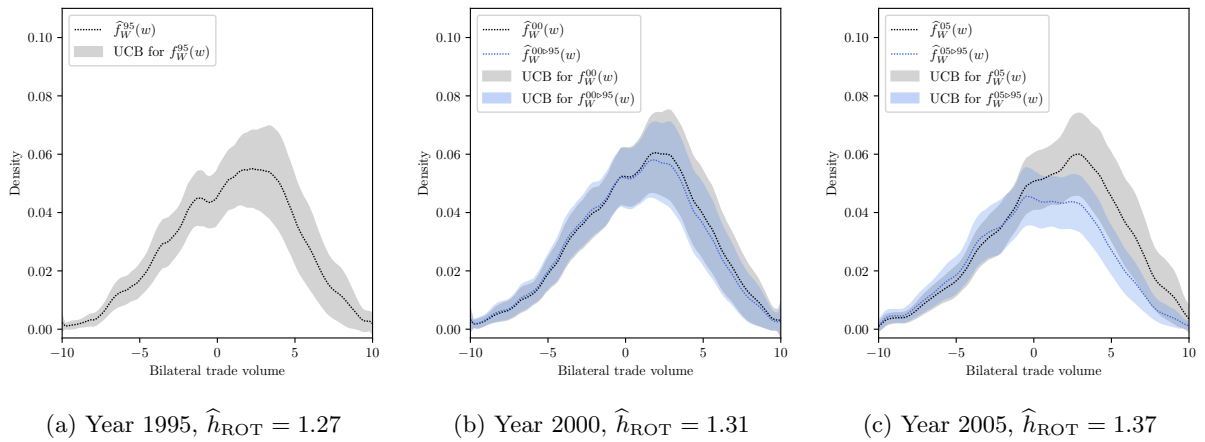 0.10
0.08
0.06
0.04
0.02
0.00
Density
−10 −5 0 5 10
Bilateral trade volume
$\widehat{f}_W^{95}(w)$
UCB for $f_W^{95}(w)$
(a) Year 1995, $\widehat{h}_{\mathrm{ROT}} = 1.27$
0.10
0.08
0.06
0.04
0.02
0.00
Density
−10 −5 0 5 10
Bilateral trade volume
$\widehat{f}_W^{00}(w)$
$\widehat{f}_W^{00 \triangleright 95}(w)$
UCB for $f_W^{00}(w)$
UCB for $f_W^{00 \triangleright 95}(w)$
(b) Year 2000, $\widehat{h}_{\mathrm{ROT}} = 1.31$
0.10
0.08
0.06
0.04
0.02
0.00
Density
−10 −5 0 5 10
Bilateral trade volume
$\widehat{f}_W^{05}(w)$
$\widehat{f}_W^{05 \triangleright 95}(w)$
UCB for $f_W^{05}(w)$
UCB for $f_W^{05 \triangleright 95}(w)$
(c) Year 2005, $\widehat{h}_{\mathrm{ROT}} = 1.37$